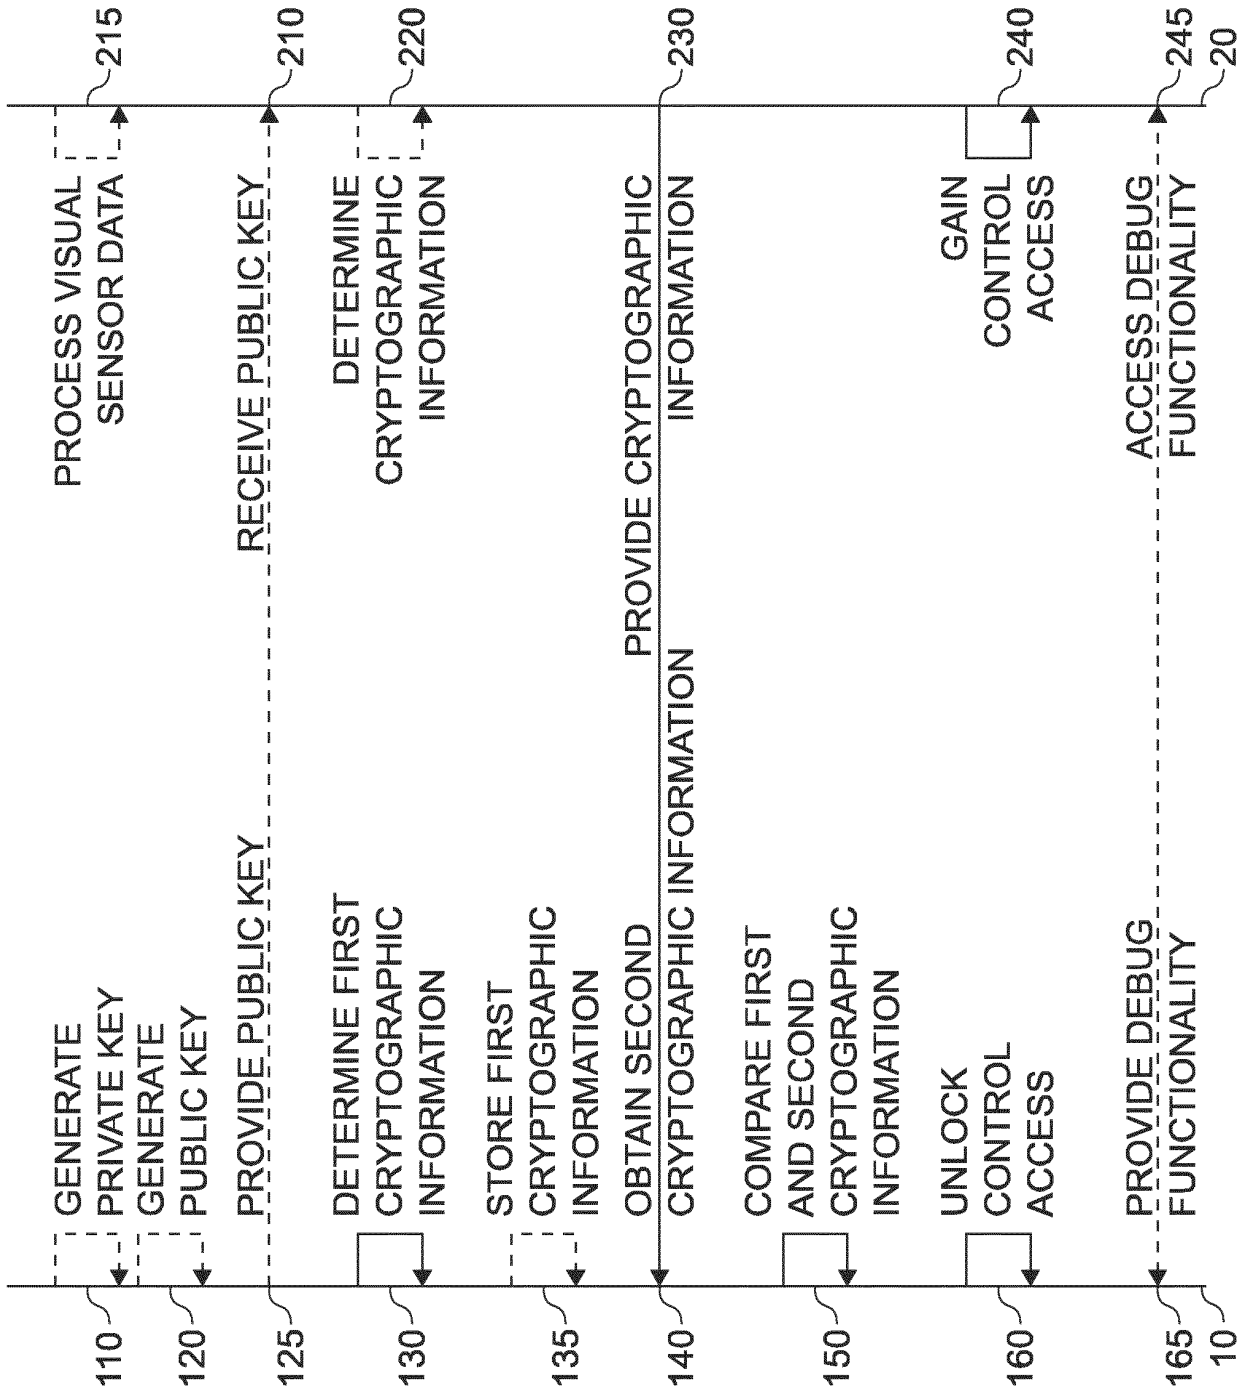 GENERATE
PRIVATE KEY
GENERATE
PUBLIC KEY
PROVIDE PUBLIC KEY
DETERMINE FIRST
CRYPTOGRAPHIC
INFORMATION
STORE FIRST
CRYPTOGRAPHIC
INFORMATION
OBTAIN SECOND
CRYPTOGRAPHIC INFORMATION
COMPARE FIRST
AND SECOND
CRYPTOGRAPHIC
INFORMATION
UNLOCK
CONTROL
ACCESS
PROVIDE DEBUG
FUNCTIONALITY
110
120
125
130
135
140
150
160
165
10
PROCESS VISUAL
SENSOR DATA
RECEIVE PUBLIC KEY
DETERMINE
CRYPTOGRAPHIC
INFORMATION
PROVIDE CRYPTOGRAPHIC
INFORMATION
GAIN
CONTROL
ACCESS
ACCESS DEBUG
FUNCTIONALITY
215
210
220
230
240
245
20